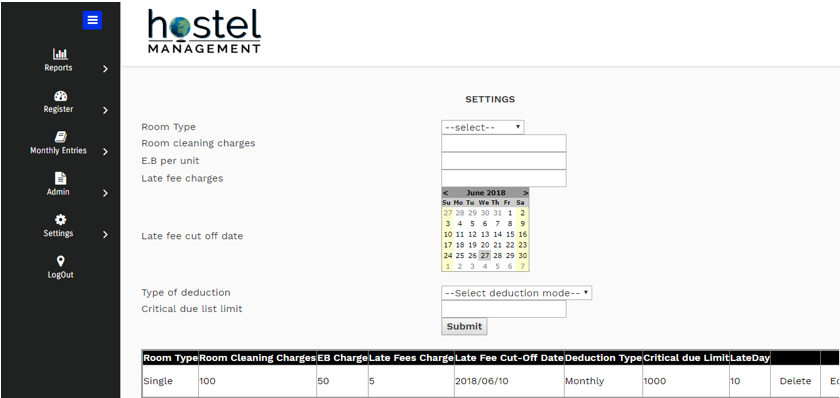 hostel
MANAGEMENT
Reports
Register
Monthly Entries
Admin
Settings
LogOut
SETTINGS
Room Type --select--
Room cleaning charges
E.B per unit
Late fee charges
< June 2018 >
Su Mo Tu We Th Fr Sa
27 28 29 30 31 1 2
3 4 5 6 7 8 9
10 11 12 13 14 15 16
17 18 19 20 21 22 23
24 25 26 27 28 29 30
1 2 3 4 5 6 7
Late fee cut off date
Type of deduction --Select deduction mode--
Critical due list limit
Submit
Room Type Room Cleaning Charges EB Charge Late Fees Charge Late Fee Cut-Off Date Deduction Type Critical due Limit LateDay
Single 100 50 5 2018/06/10 Monthly 1000 10 Delete